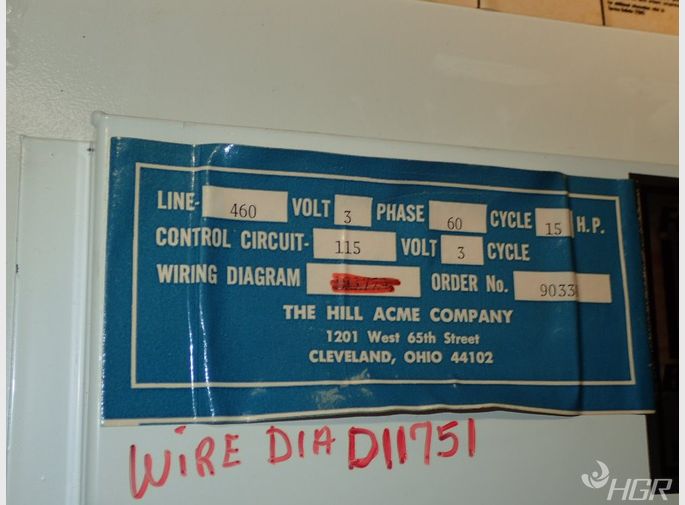 LINE- 460 VOLT 3 PHASE 60 CYCLE 15 H.P.
CONTROL CIRCUIT- 115 VOLT 3 CYCLE
WIRING DIAGRAM ORDER No. 9033
THE HILL ACME COMPANY
1201 West 65th Street
CLEVELAND, OHIO 44102
WiRE DIA D11751
HGR